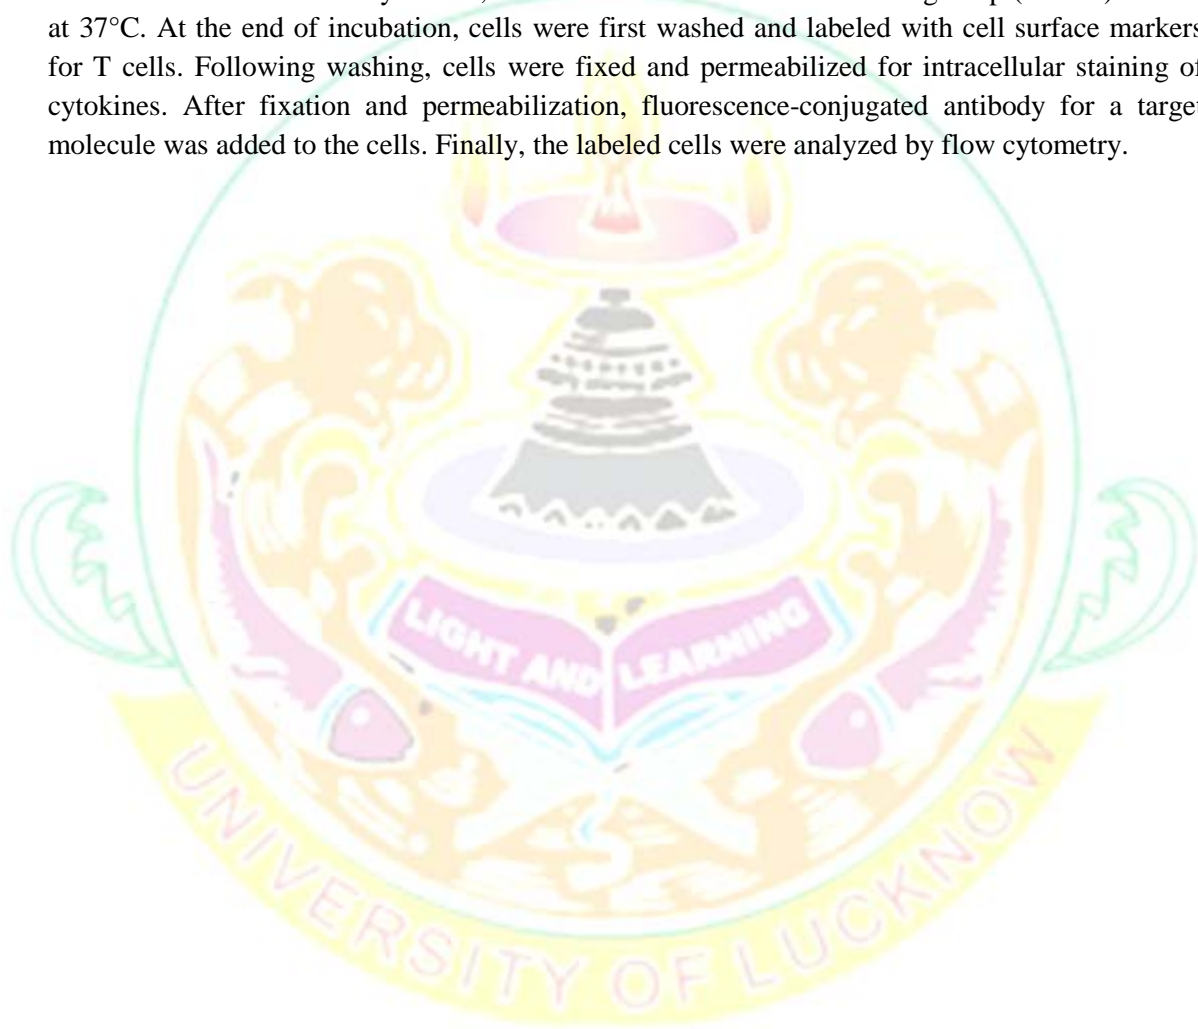 at 37°C. At the end of incubation, cells were first washed and labeled with cell surface markers
for T cells. Following washing, cells were fixed and permeabilized for intracellular staining of
cytokines. After fixation and permeabilization, fluorescence-conjugated antibody for a target
molecule was added to the cells. Finally, the labeled cells were analyzed by flow cytometry.
LIGHT AND LEARNING
UNIVERSITY OF LUCKNOW